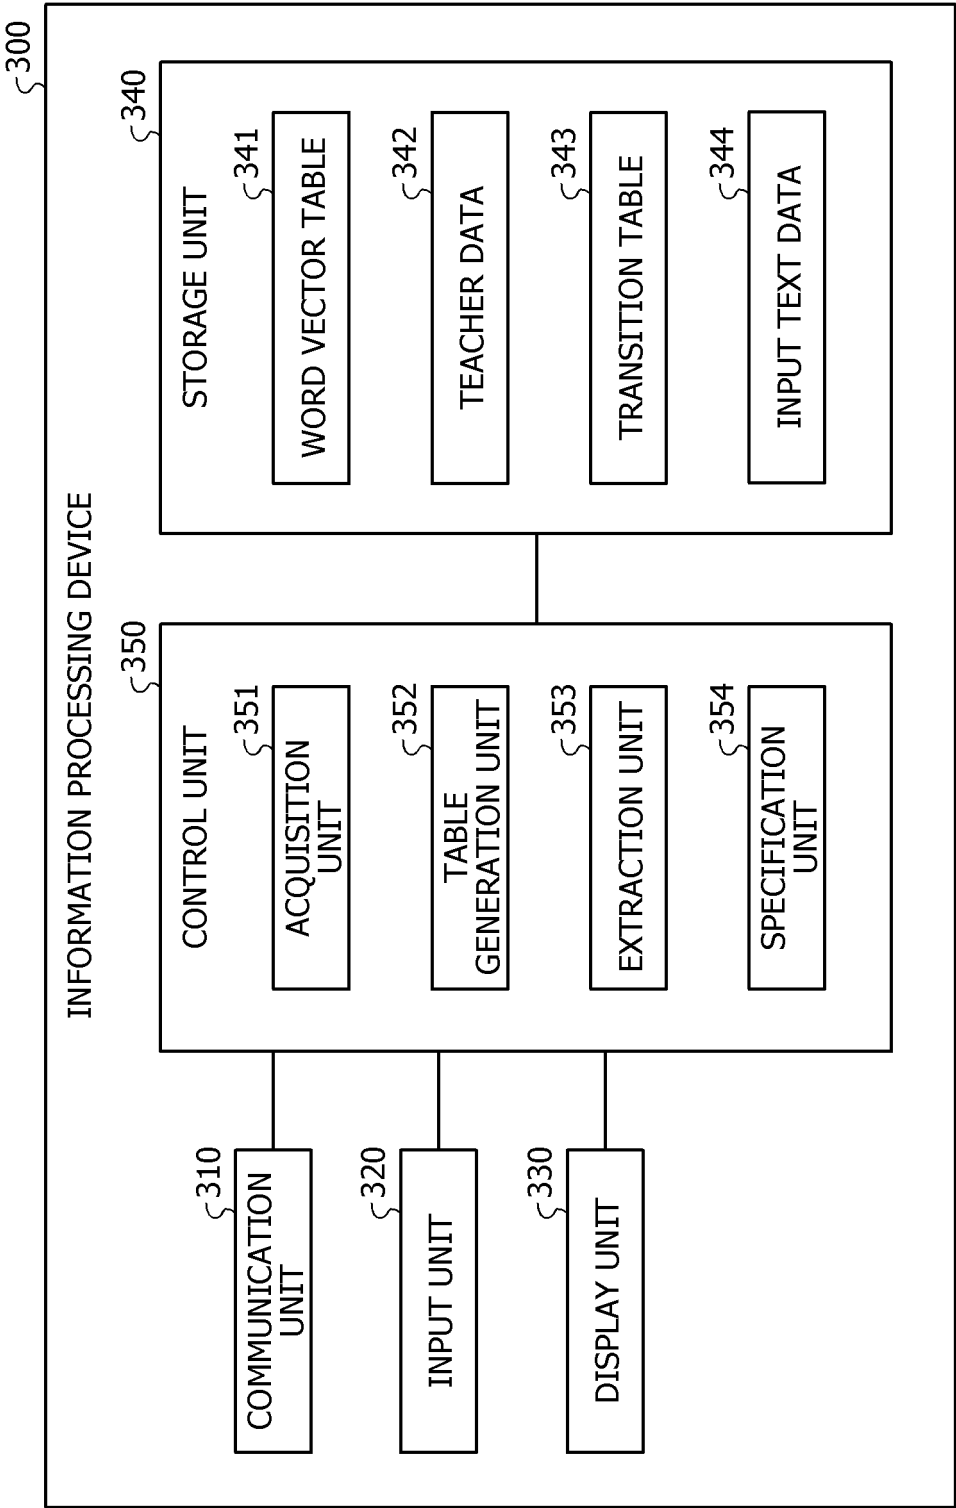 300
INFORMATION PROCESSING DEVICE
310
COMMUNICATION
UNIT
320
INPUT UNIT
330
DISPLAY UNIT
350
CONTROL UNIT
351
ACQUISITION
UNIT
352
TABLE
GENERATION UNIT
353
EXTRACTION UNIT
354
SPECIFICATION
UNIT
340
STORAGE UNIT
341
WORD VECTOR TABLE
342
TEACHER DATA
343
TRANSITION TABLE
344
INPUT TEXT DATA